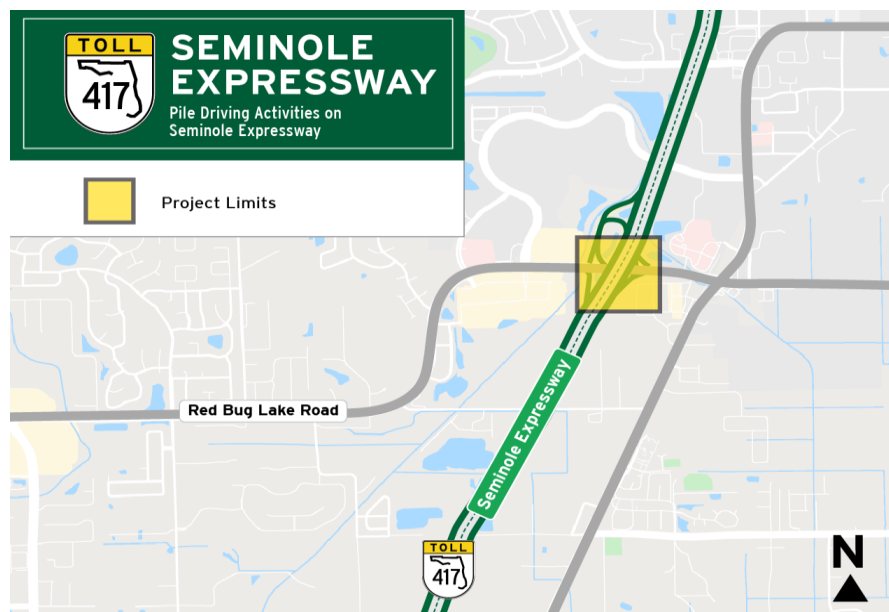 TOLL
417
SEMINOLE
EXPRESSWAY
Pile Driving Activities on
Seminole Expressway
Project Limits
Red Bug Lake Road
Seminole Expressway
TOLL
417
N